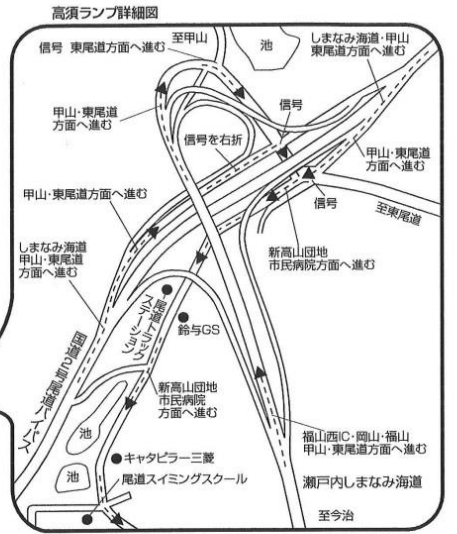 高須ランプ詳細図
至甲山
信号 東尾道方面へ進む
池
しまなみ海道・甲山
東尾道方面へ進む
甲山・東尾道
方面へ進む
信号
信号を右折
甲山・東尾道
方面へ進む
甲山・東尾道方面へ進む
信号
至東尾道
しまなみ海道
甲山・東尾道
方面へ進む
新高山団地
市民病院方面へ進む
尾道トラック
ステーション
鈴与GS
国道2号尾道バイパス
新高山団地
市民病院
方面へ進む
池
福山西IC・岡山・福山
甲山・東尾道方面へ進む
キャタピラー三菱
池
尾道スイミングスクール
瀬戸内しまなみ海道
至今治